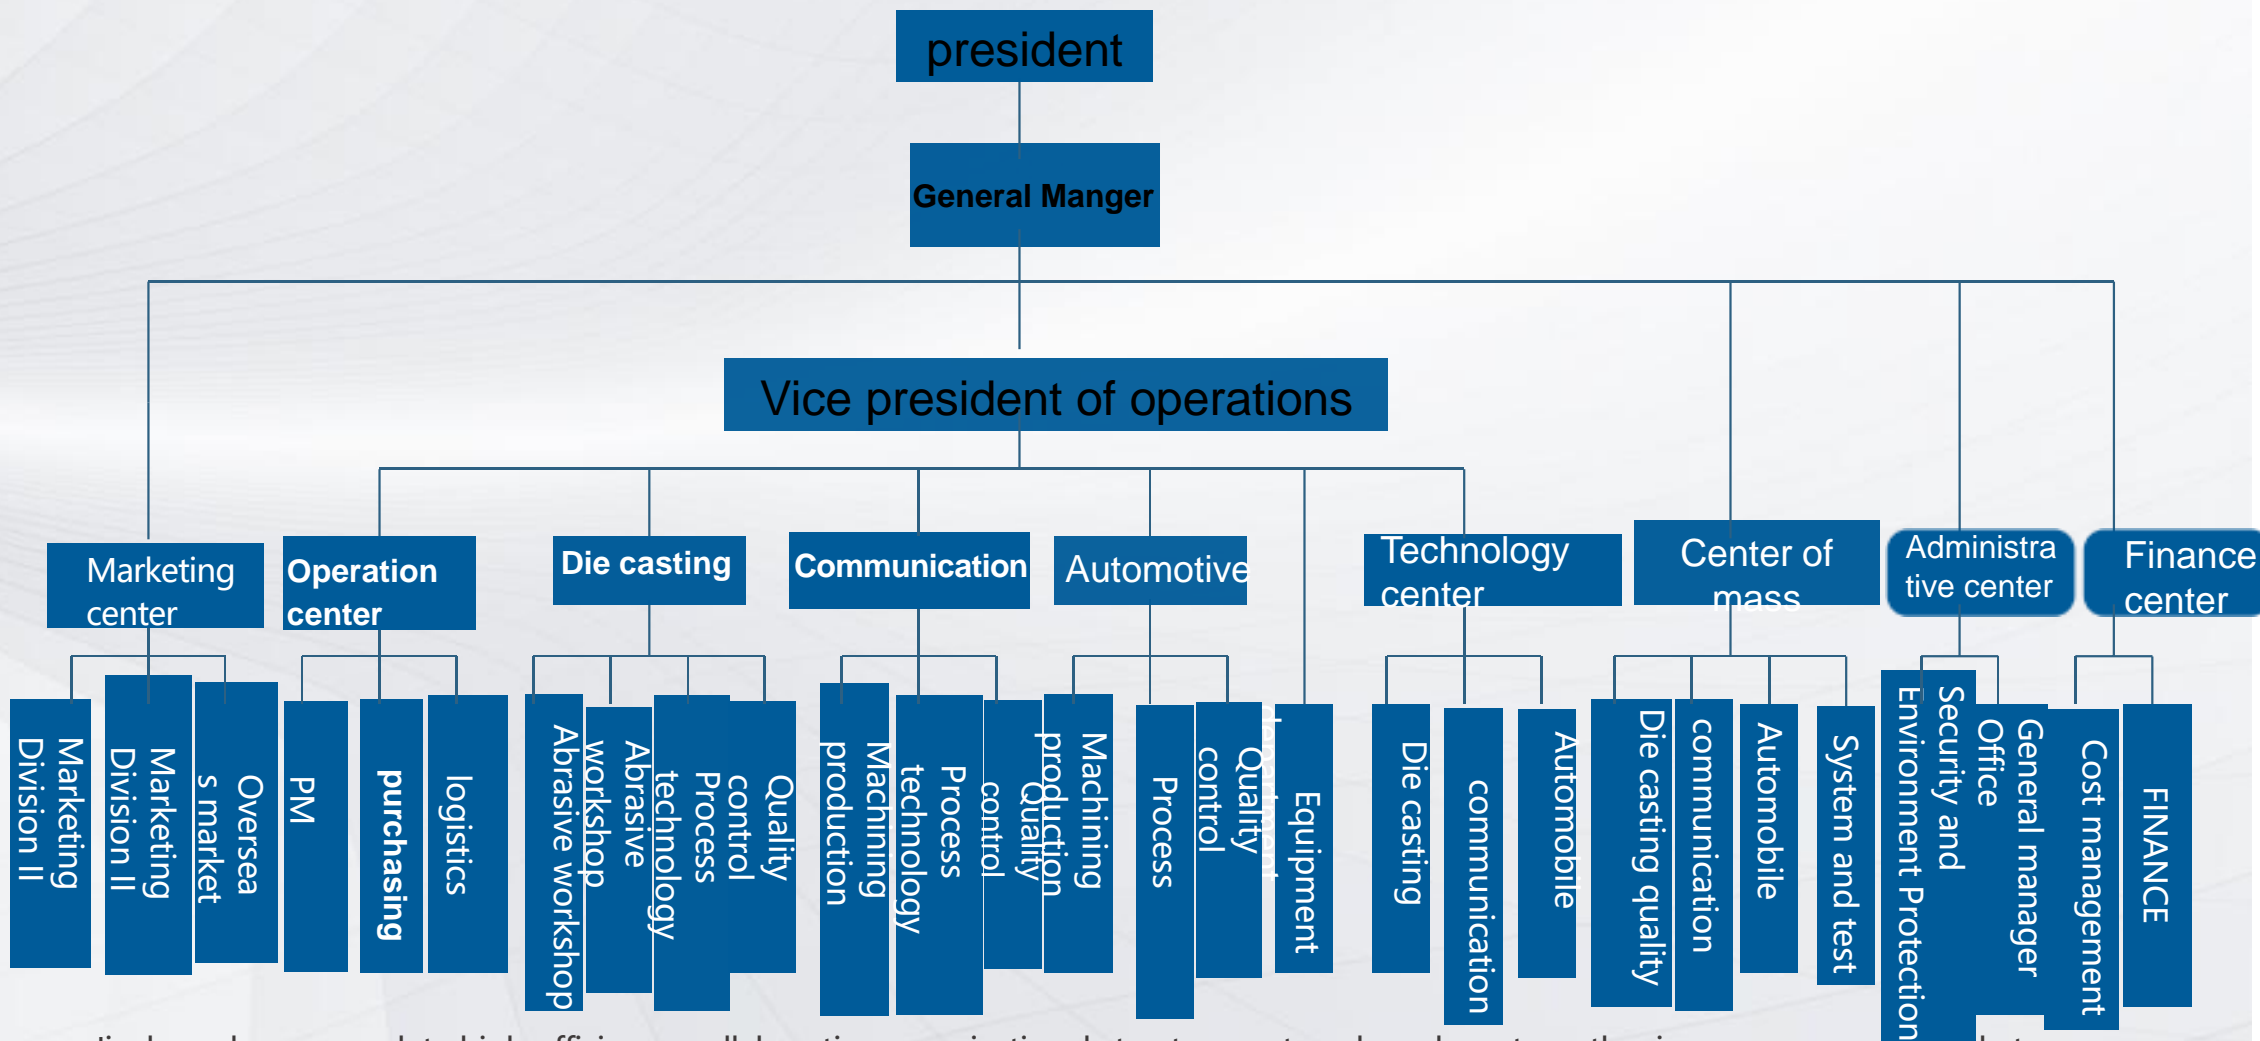 president
General Manger
Vice president of operations
Marketing
center
Operation
center
Die casting
Communication
Automotive
Technology
center
Center of
mass
Administra
tive center
Finance
center
Marketing
Division II
Marketing
Division II
Oversea
s market
PM
purchasing
logistics
Abrasive workshop
Abrasive
workshop
Process
technology
Quality
control
Machining
production
Process
technology
Quality
control
Machining
production
Process
Quality
control
Equipment
department
Die casting
communication
Automobile
Die casting quality
communication
Automobile
System and test
Security and
Environment Protection
General manager
Office
Cost management
FINANCE